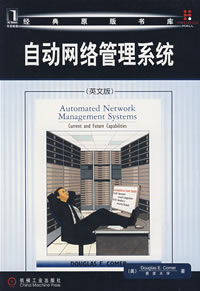 经典原版书库
自动网络管理系统
(英文版)
Automated Network
Management Systems
Current and Future Capabilities
DOUGLAS E. COMER
(美) Douglas E. Comer 著
机械工业出版社
China Machine Press